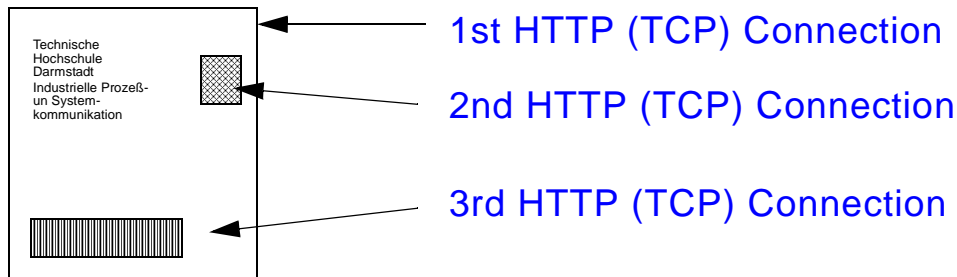 1st HTTP (TCP) Connection
Technische
Hochschule
Darmstadt
Industrielle Prozeß-
un System-
kommunikation
2nd HTTP (TCP) Connection
3rd HTTP (TCP) Connection